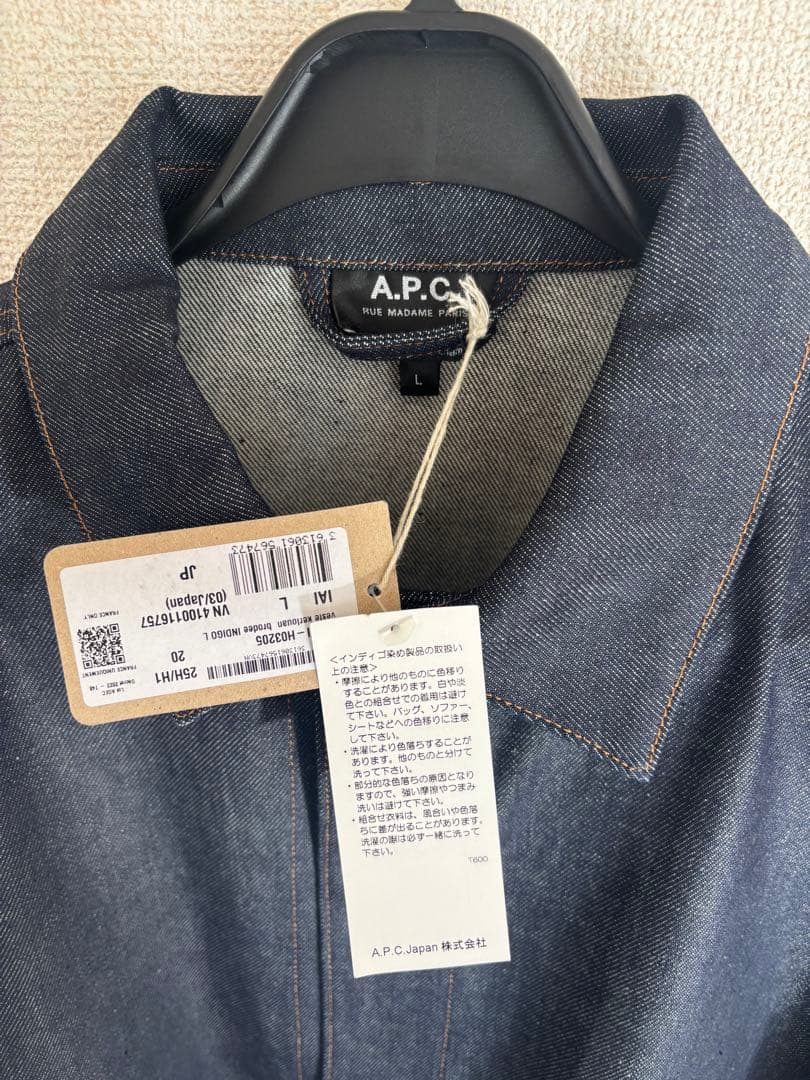 A.P.C.
RUE MADAME PARIS
L
3 613061 567473
JP
IAI
L
VN 4100116757
(03/Japan)
H03205
veste kerlouan brodee INDIGO L
20
25H/H1
FRANCE ONLY
FRANCE UNIQUEMENT
<インディゴ染め製品の取扱い
上の注意>
・摩擦により他のものに色移り
することがあります。白や淡
色との組合せでの着用は避け
て下さい。バッグ、ソファー、
シートなどへの色移りに注意
して下さい。
・洗濯により色落ちすることが
あります。他のものと分けて
洗って下さい。
・部分的な色落ちの原因となり
ますので、強い摩擦やつまみ
洗いは避けて下さい。
・組合せ衣料は、風合いや色落
ちに差が出ることがあります。
洗濯の際は必ず一緒に洗って
下さい。
T600
A.P.C.Japan 株式会社